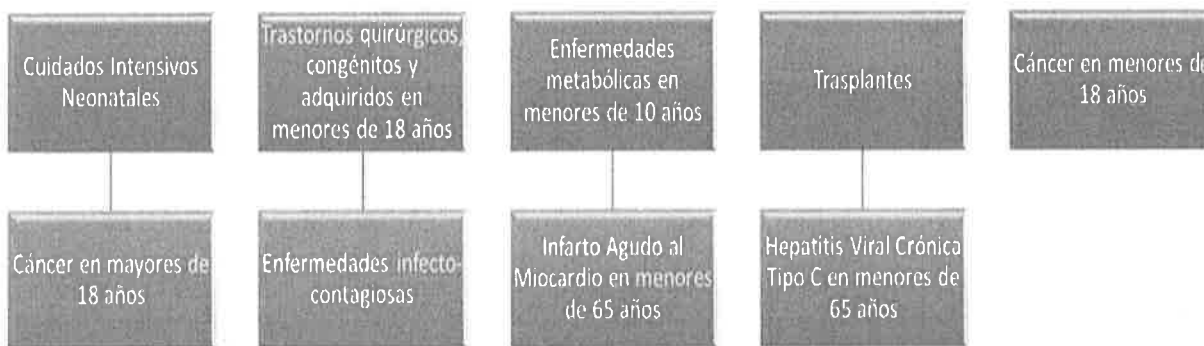 Cuidados Intensivos
Neonatales
Trastornos quirúrgicos,
congénitos y
adquiridos en
menores de 18 años
Enfermedades
metabólicas en
menores de 10 años
Trasplantes
Cáncer en menores de
18 años
Cáncer en mayores de
18 años
Enfermedades infecto-
contagiosas
Infarto Agudo al
Miocardio en menores
de 65 años
Hepatitis Viral Crónica
Tipo C en menores de
65 años